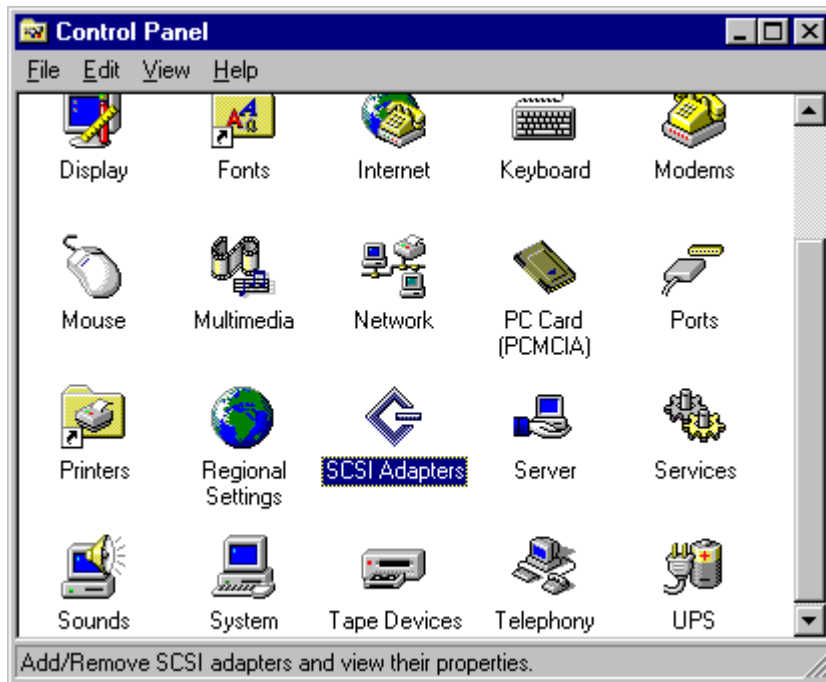 Control Panel
File Edit View Help
Display Fonts Internet Keyboard Modems
Mouse Multimedia Network PC Card Ports
(PCMCIA)
Printers Regional SCSI Adapters Server Services
Settings
Sounds System Tape Devices Telephony UPS
Add/Remove SCSI adapters and view their properties.